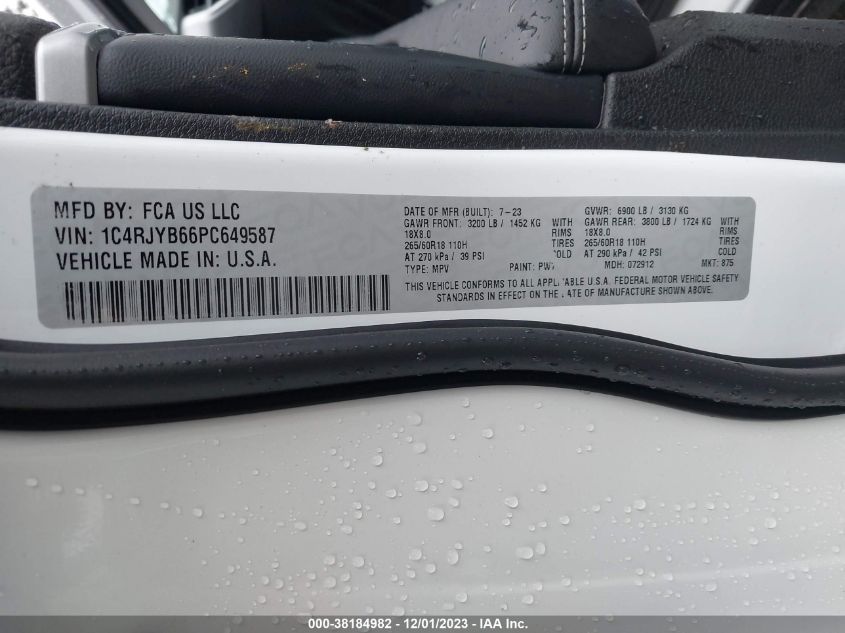 MFD BY: FCA US LLC
VIN: 1C4RJYB66PC649587
VEHICLE MADE IN: U.S.A.
DATE OF MFR (BUILT): 7-23
GAWR FRONT: 3200 LB / 1452 KG WITH
18X8.0 RIMS
265/60R18 110H TIRES
AT 270 kPa / 39 PSI COLD
TYPE: MPV PAINT: PW7
GVWR: 6900 LB / 3130 KG
GAWR REAR: 3800 LB / 1724 KG WITH
18X8.0 RIMS
265/60R18 110H TIRES
AT 290 kPa / 42 PSI COLD
MDH: 072912 MKT: 875
THIS VEHICLE CONFORMS TO ALL APPLICABLE U.S.A. FEDERAL MOTOR VEHICLE SAFETY
STANDARDS IN EFFECT ON THE DATE OF MANUFACTURE SHOWN ABOVE.
000-38184982 - 12/01/2023 - IAA Inc.